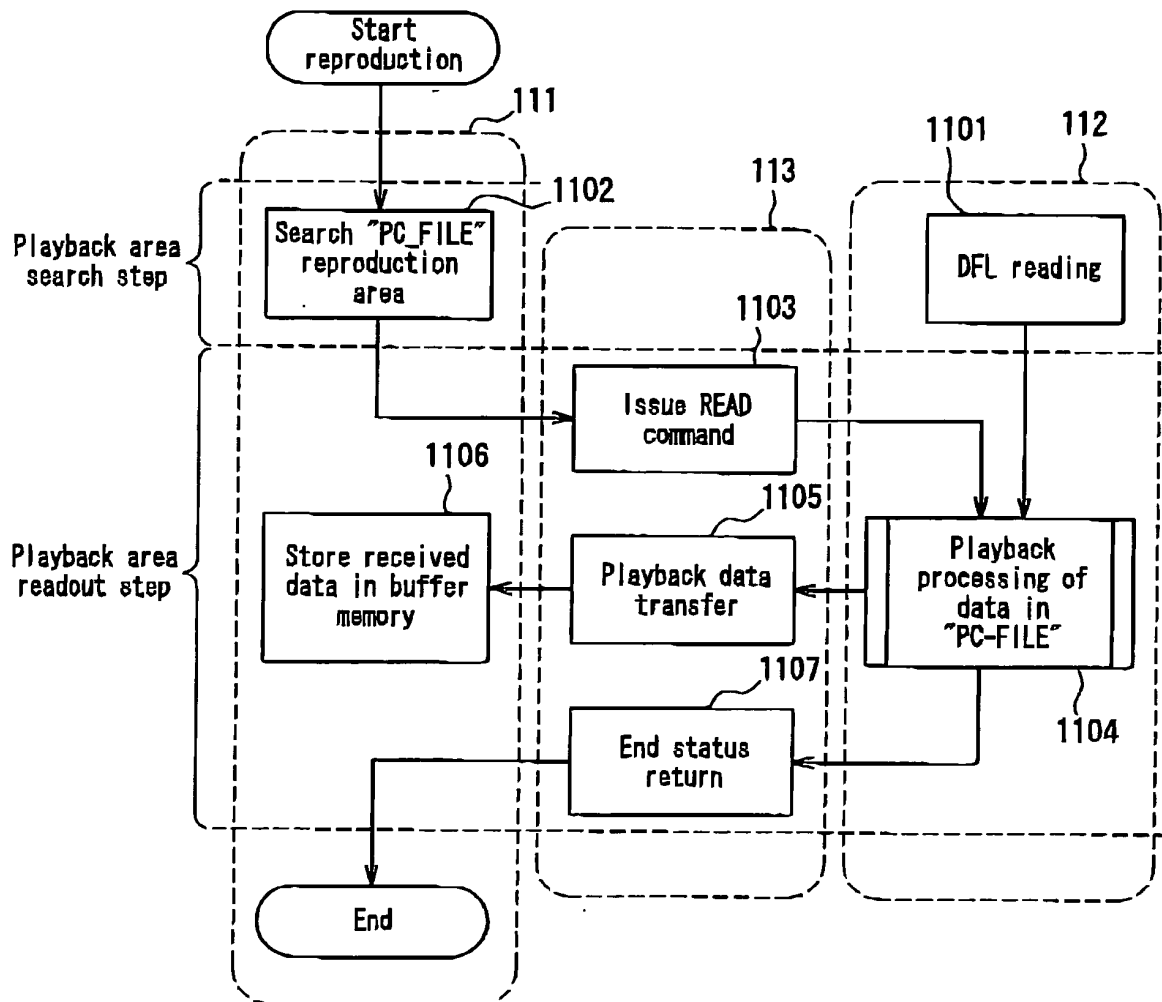 Start
reproduction
111
1101
112
1102
113
Playback area
search step
Search "PC_FILE"
reproduction
area
DFL reading
1103
Issue READ
command
1106
1105
Playback area
readout step
Store received
data in buffer
memory
Playback data
transfer
Playback
processing of
data in
"PC-FILE"
1107
1104
End status
return
End